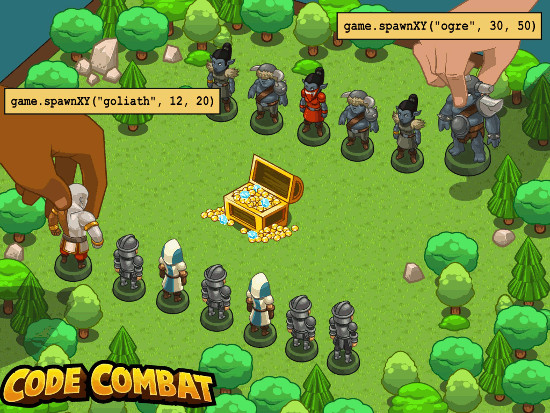 game.spawnXY("ogre", 30, 50)
game.spawnXY("goliath", 12, 20)
CODE COMBAT